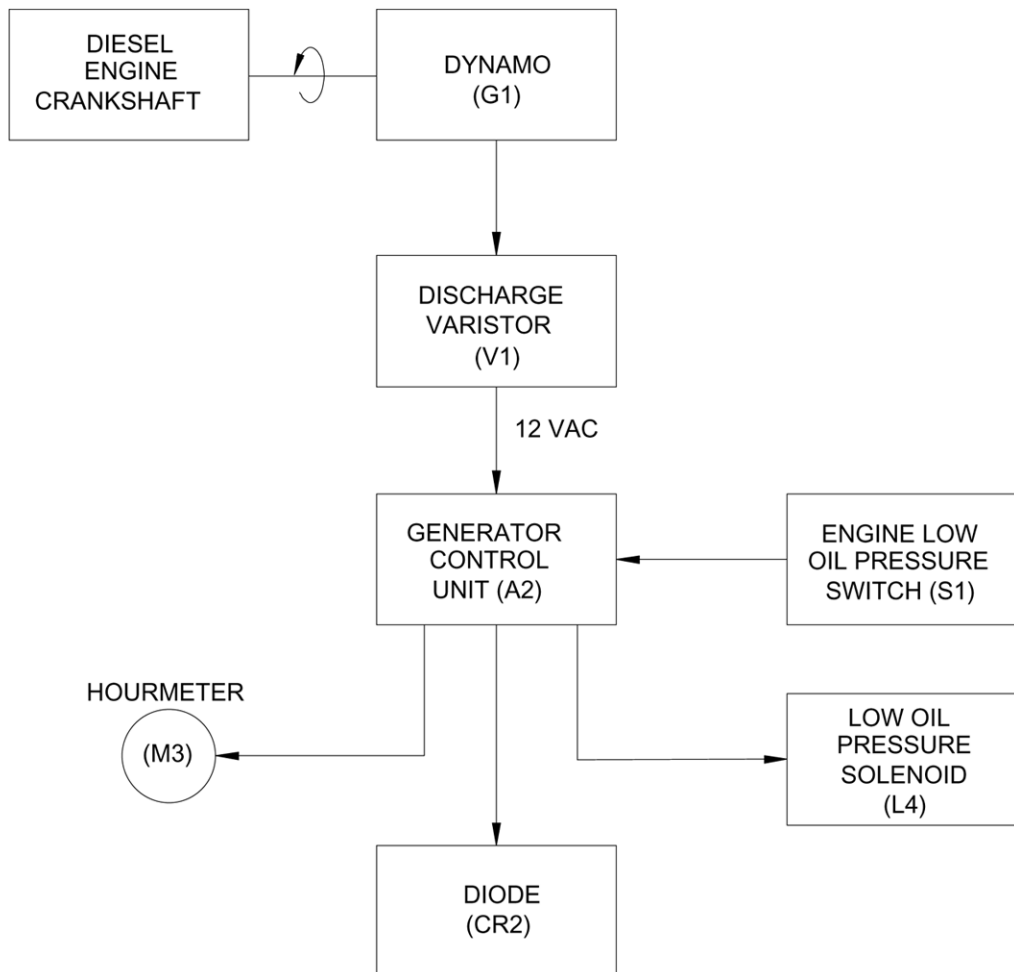 DIESEL
ENGINE
CRANKSHAFT
DYNAMO
(G1)
DISCHARGE
VARISTOR
(V1)
12 VAC
GENERATOR
CONTROL
UNIT (A2)
ENGINE LOW
OIL PRESSURE
SWITCH (S1)
HOURMETER
(M3)
LOW OIL
PRESSURE
SOLENOID
(L4)
DIODE
(CR2)